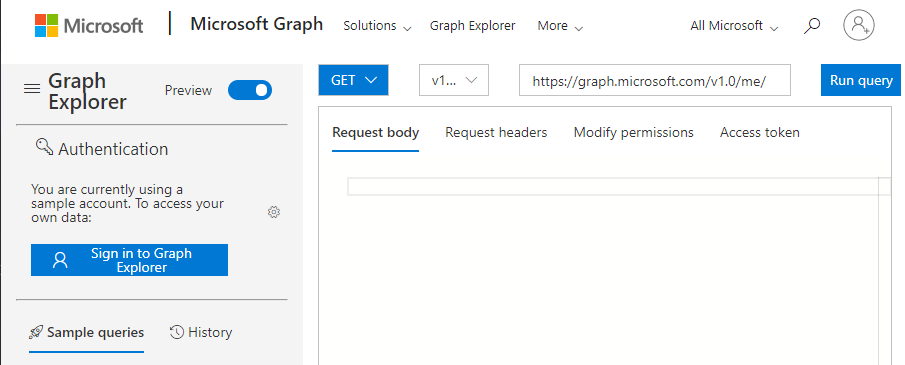 Microsoft Microsoft Graph Solutions Graph Explorer More All Microsoft
Graph Explorer
Preview
GET v1... https://graph.microsoft.com/v1.0/me/ Run query
Request body Request headers Modify permissions Access token
Authentication
You are currently using a
sample account. To access your
own data:
Sign in to Graph
Explorer
Sample queries History